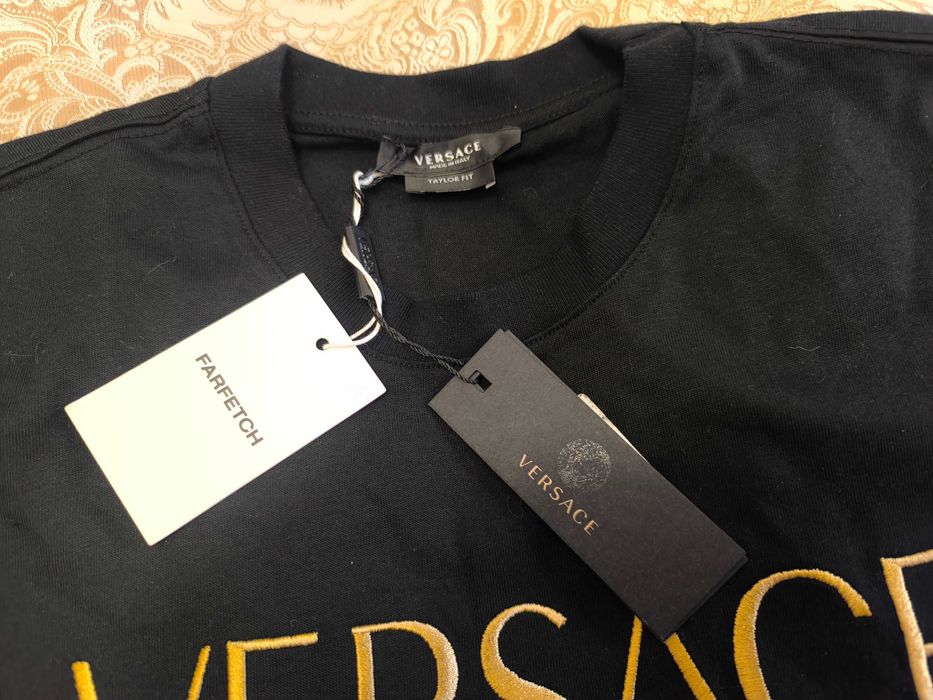 VERSACE
MADE IN ITALY
TAYLOR FIT
FARFETCH
VERSACE
VERSACE